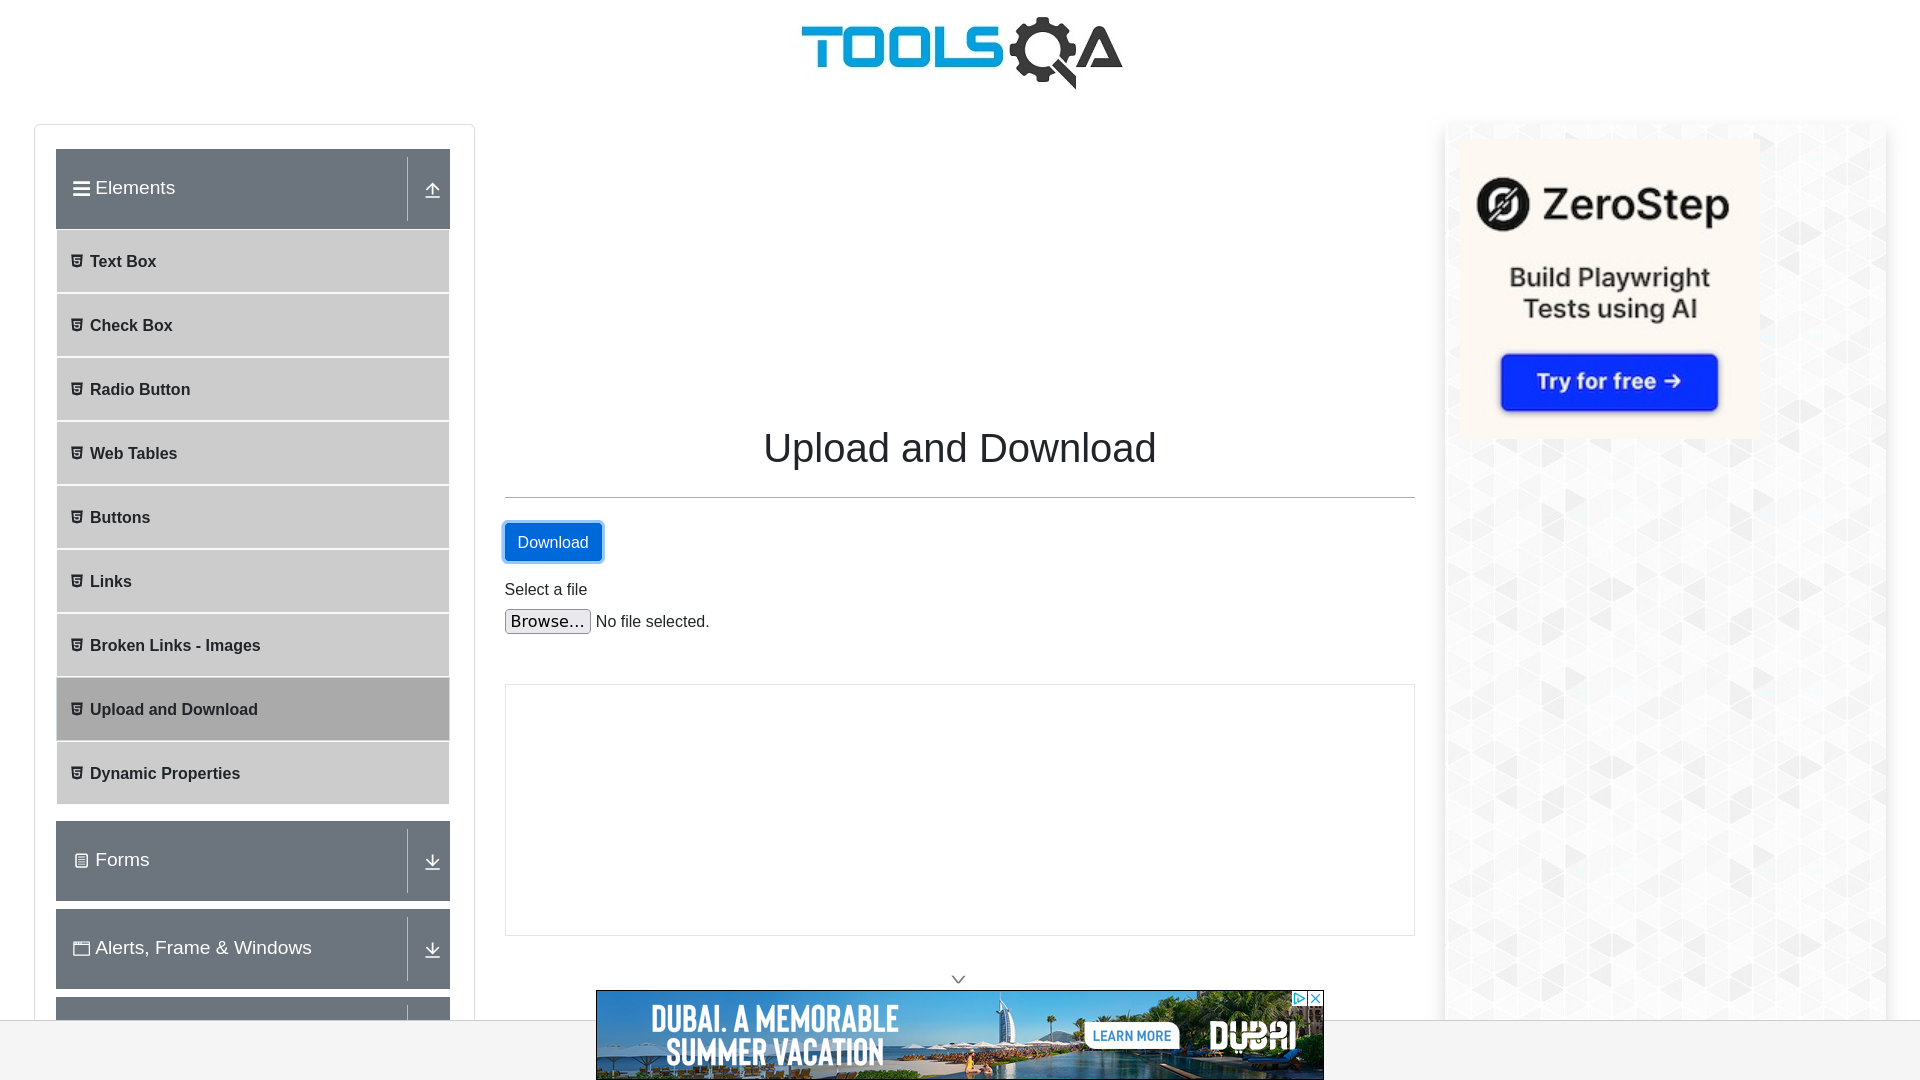 TOOLSQA
Elements
Text Box
Check Box
Radio Button
Web Tables
Buttons
Links
Broken Links - Images
Upload and Download
Dynamic Properties
Forms
Alerts, Frame & Windows
Upload and Download
Download
Select a file
Browse... No file selected.
ZeroStep
Build Playwright
Tests using AI
Try for free →
DUBAI. A MEMORABLE
SUMMER VACATION
LEARN MORE
DUBAI